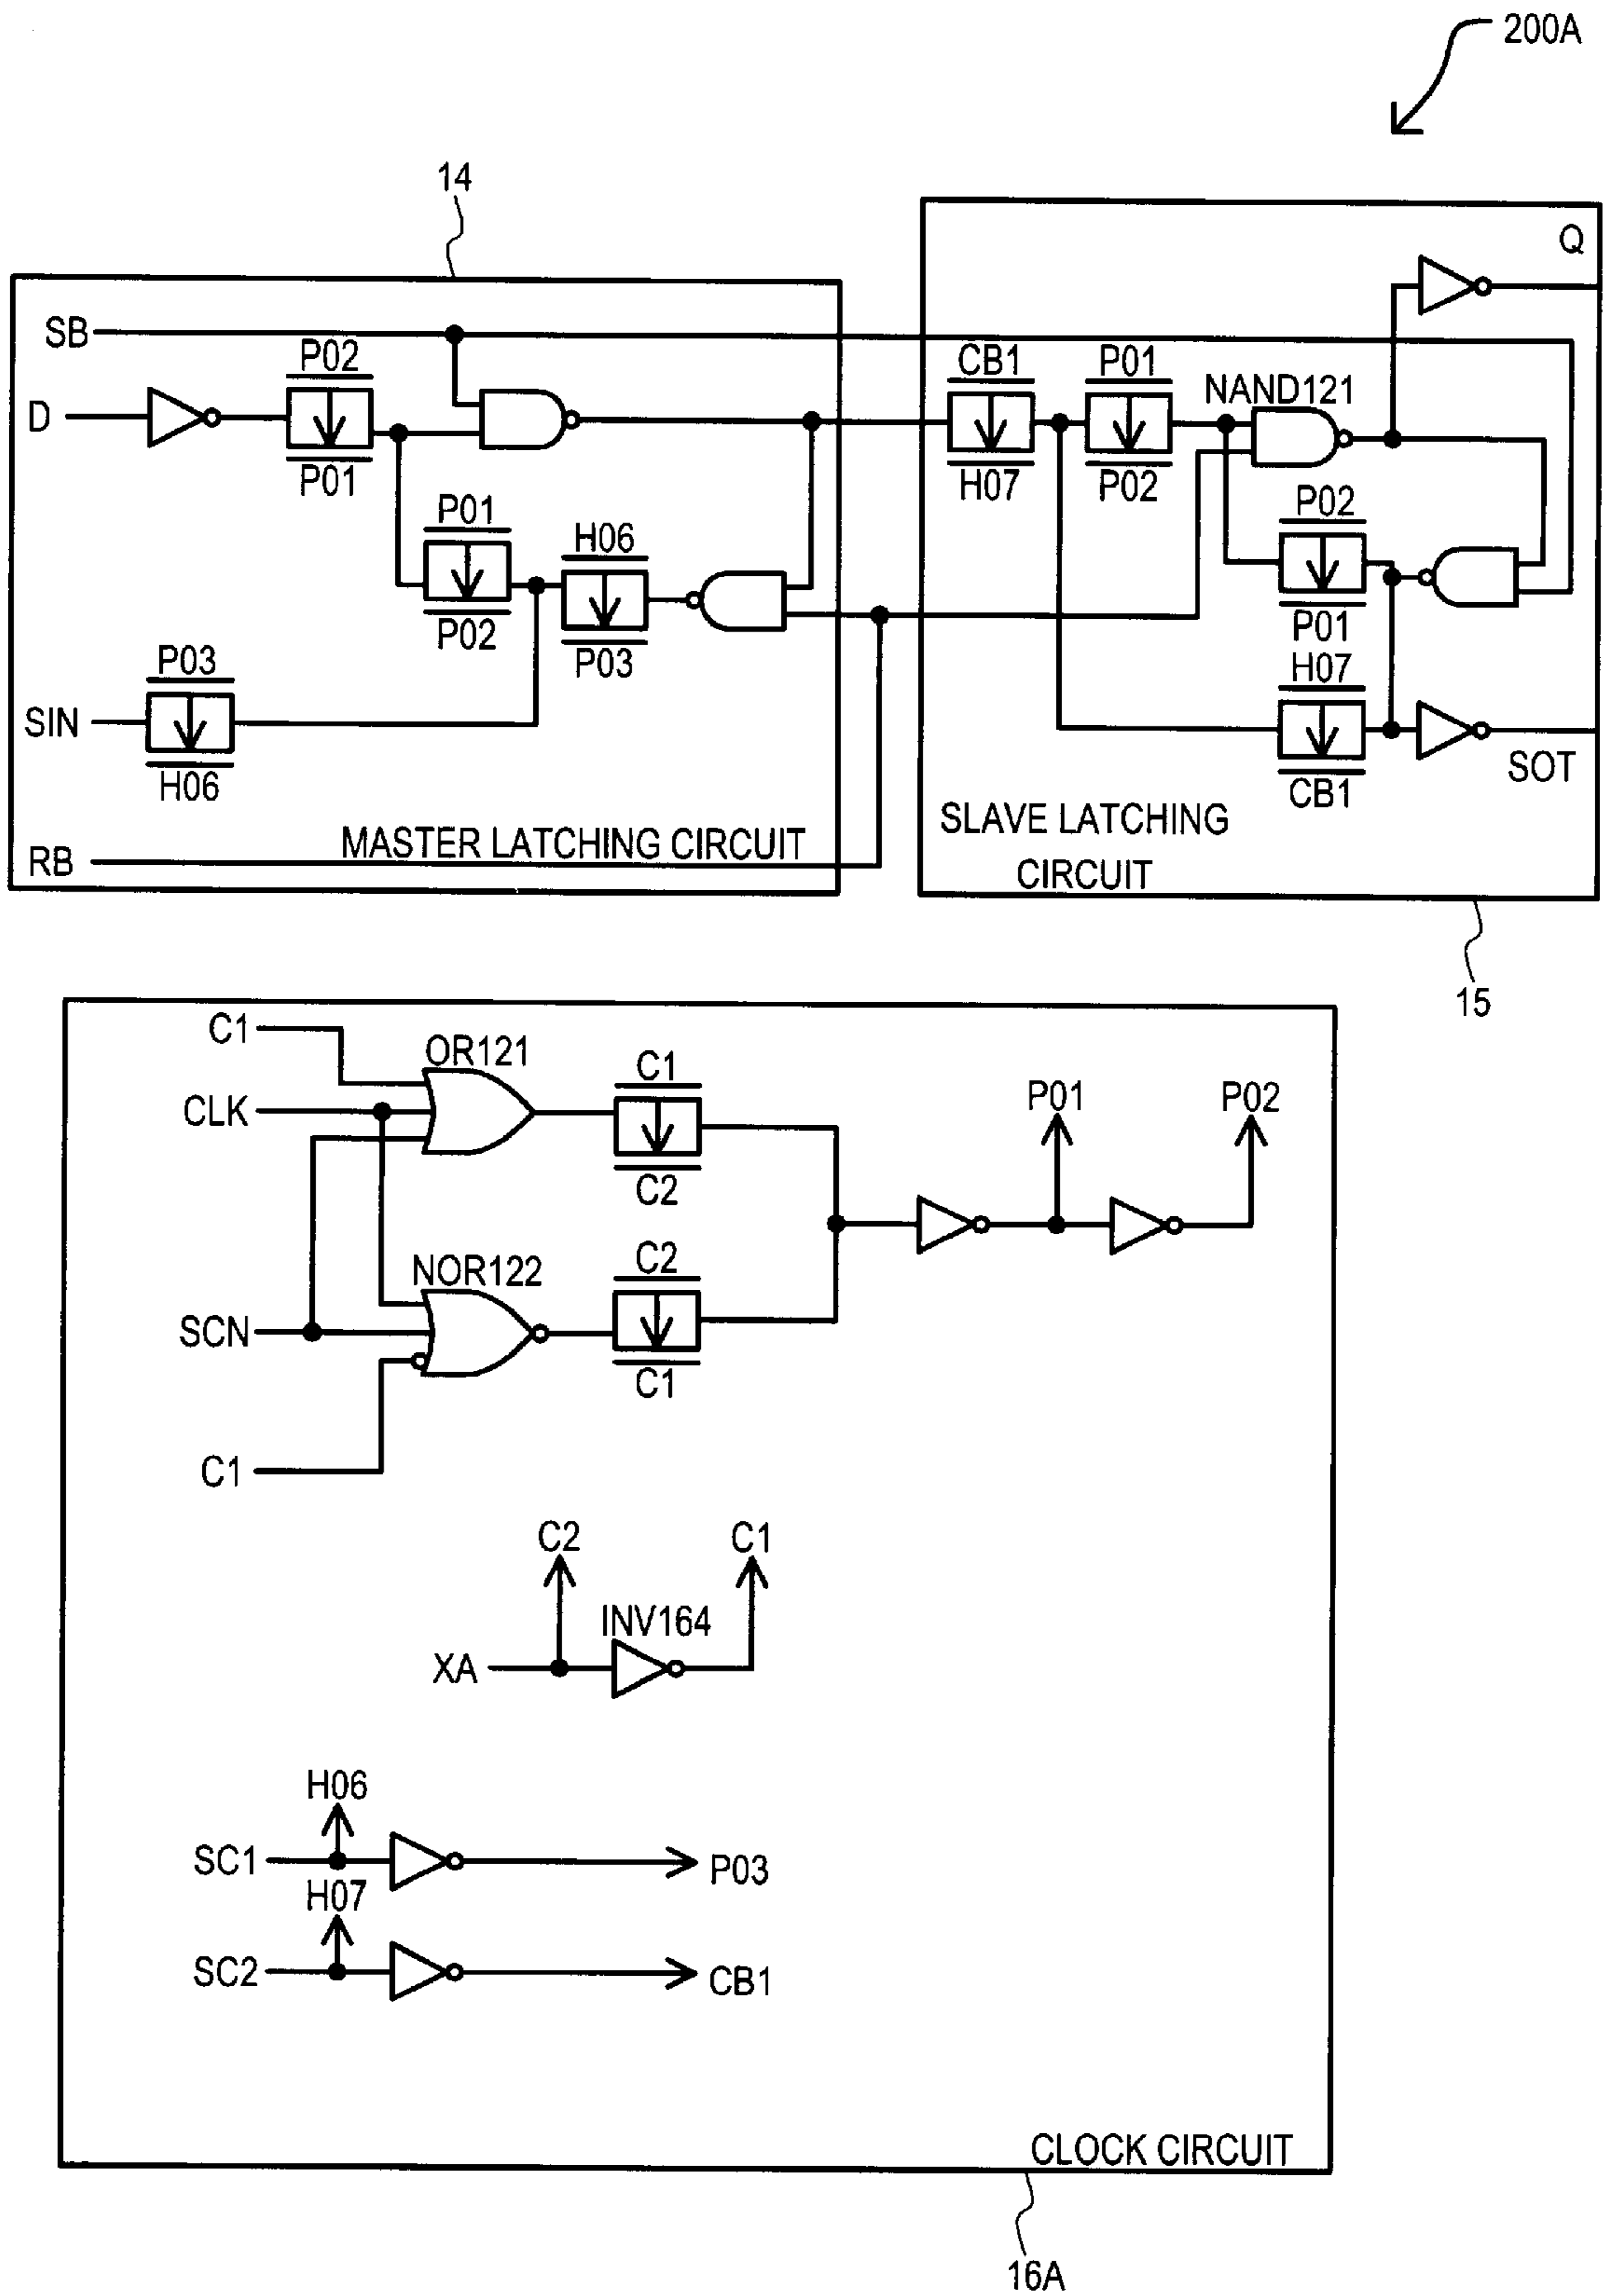 200A
14
Q
SB
P02
CB1
P01
NAND121
D
P01
H07
P02
P01
H06
P02
P02
P03
P01
P03
H07
SIN
H06
CB1
SOT
SLAVE LATCHING
CIRCUIT
RB
MASTER LATCHING CIRCUIT
15
C1
OR121
C1
P01
P02
CLK
C2
NOR122
C2
SCN
C1
C1
C2
C1
INV164
XA
H06
SC1
P03
H07
SC2
CB1
CLOCK CIRCUIT
16A